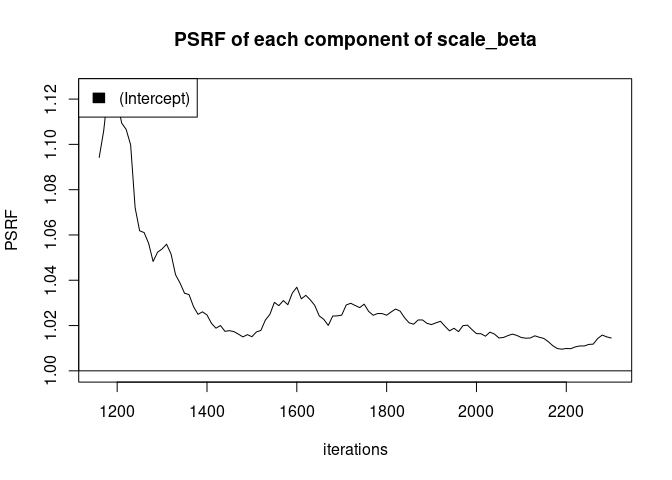 PSRF of each component of scale_beta
(Intercept)
PSRF
1.12
1.10
1.08
1.06
1.04
1.02
1.00
1200 1400 1600 1800 2000 2200
iterations